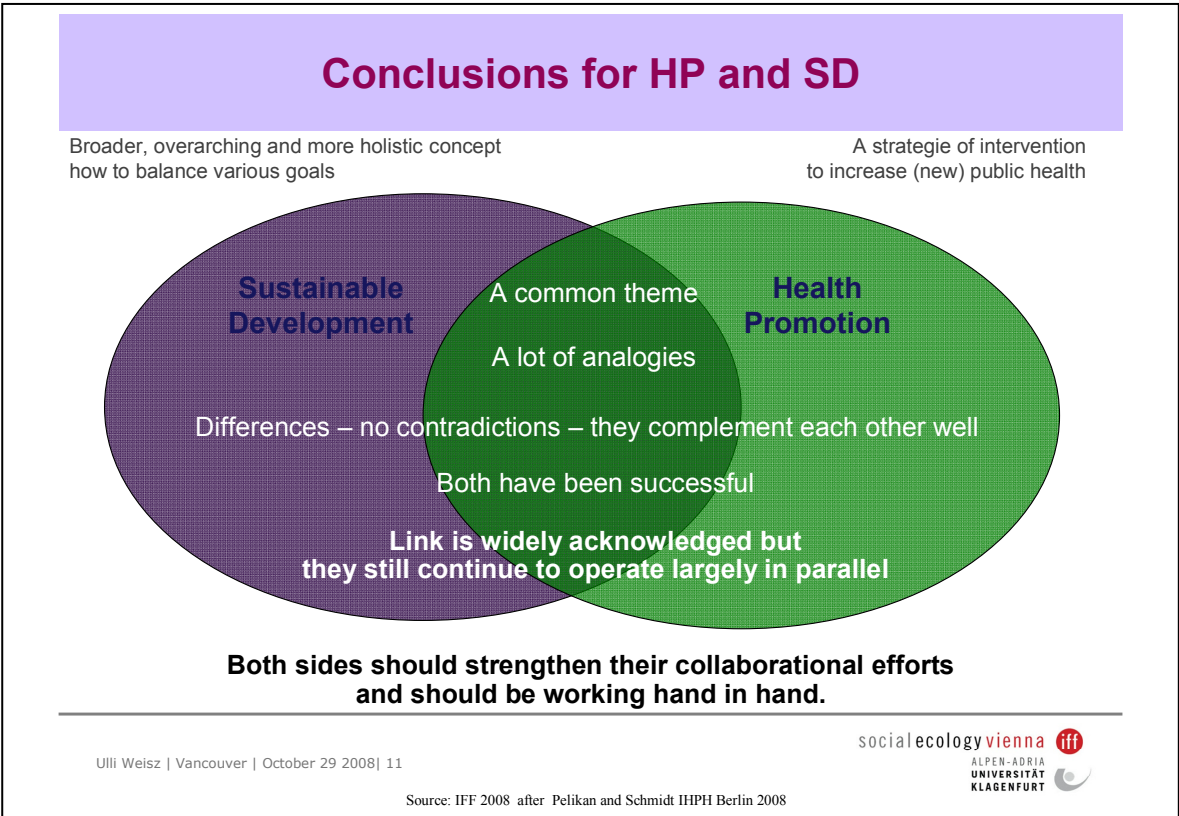 Conclusions for HP and SD
Broader, overarching and more holistic concept
how to balance various goals
A strategie of intervention
to increase (new) public health
Sustainable
Development
A common theme
Health
Promotion
A lot of analogies
Differences – no contradictions – they complement each other well
Both have been successful
Link is widely acknowledged but
they still continue to operate largely in parallel
Both sides should strengthen their collaborational efforts
and should be working hand in hand.
Ulli Weisz | Vancouver | October 29 2008| 11
social ecology vienna iff
ALPEN-ADRIA
UNIVERSITÄT
KLAGENFURT
Source: IFF 2008 after Pelikan and Schmidt IHPH Berlin 2008